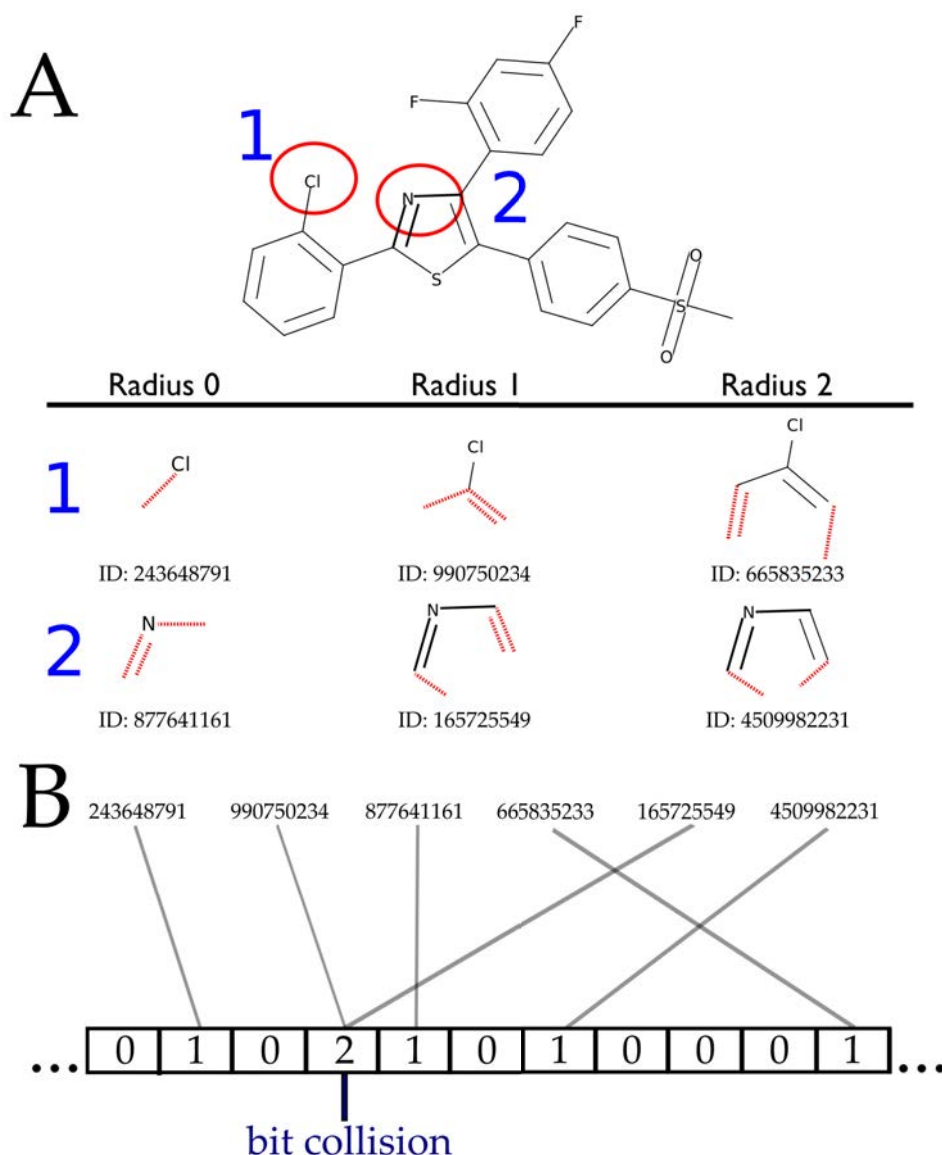 A
F
F
1
Cl
N
2
S
O
S
O
Radius 0 Radius 1 Radius 2
1
Cl
Cl
Cl
ID: 243648791 ID: 990750234 ID: 665835233
2
N
N
N
ID: 877641161 ID: 165725549 ID: 4509982231
B
243648791 990750234 877641161 665835233 165725549 4509982231
... 0 1 0 2 1 0 1 0 0 0 1 ...
bit collision